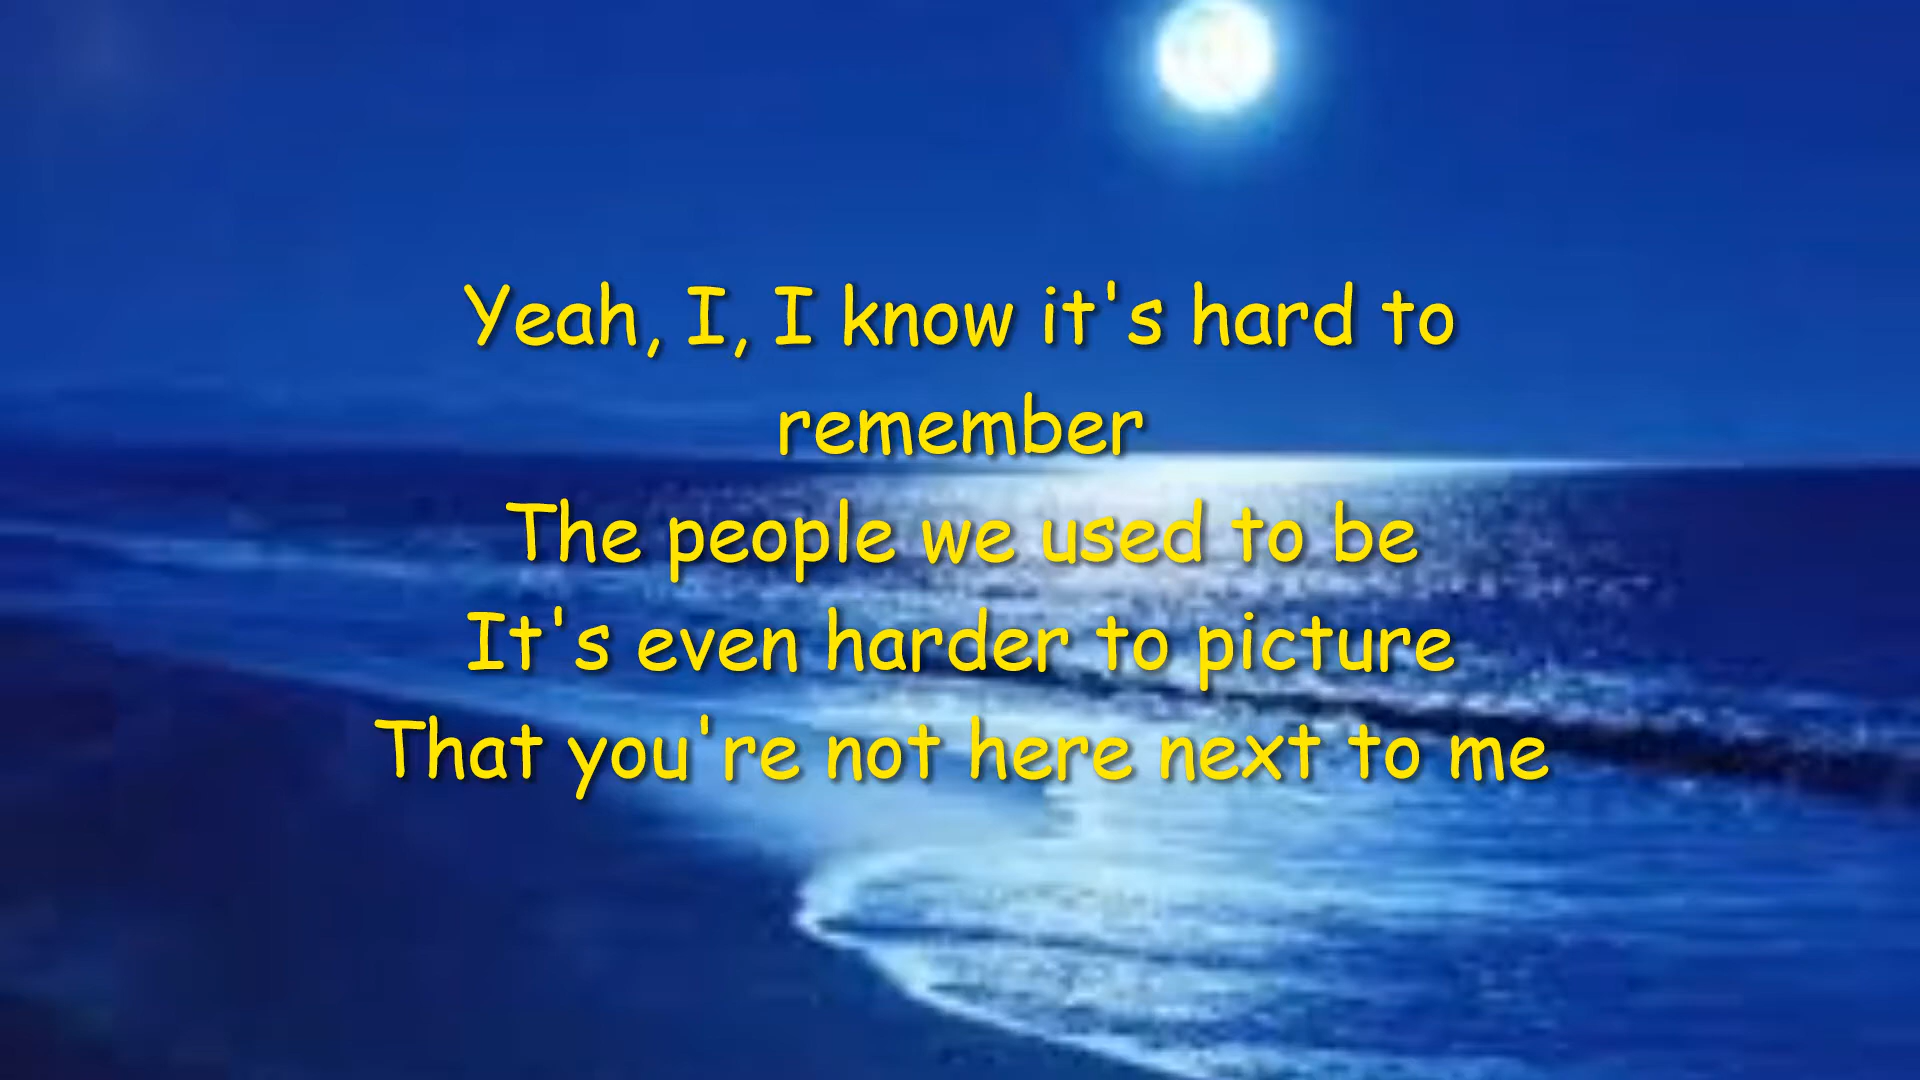 Yeah, I, I know it's hard to
remember
The people we used to be
It's even harder to picture
That you're not here next to me